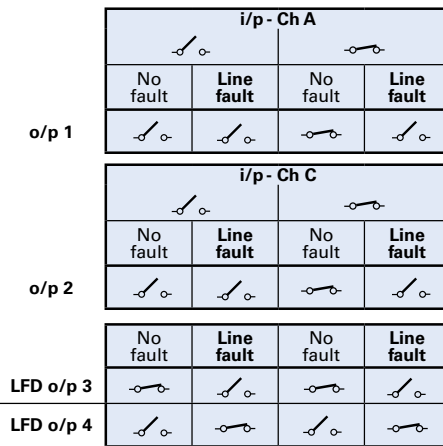 i/p - Ch A
No fault Line fault No fault Line fault
o/p 1
i/p - Ch C
No fault Line fault No fault Line fault
o/p 2
No fault Line fault No fault Line fault
LFD o/p 3
LFD o/p 4